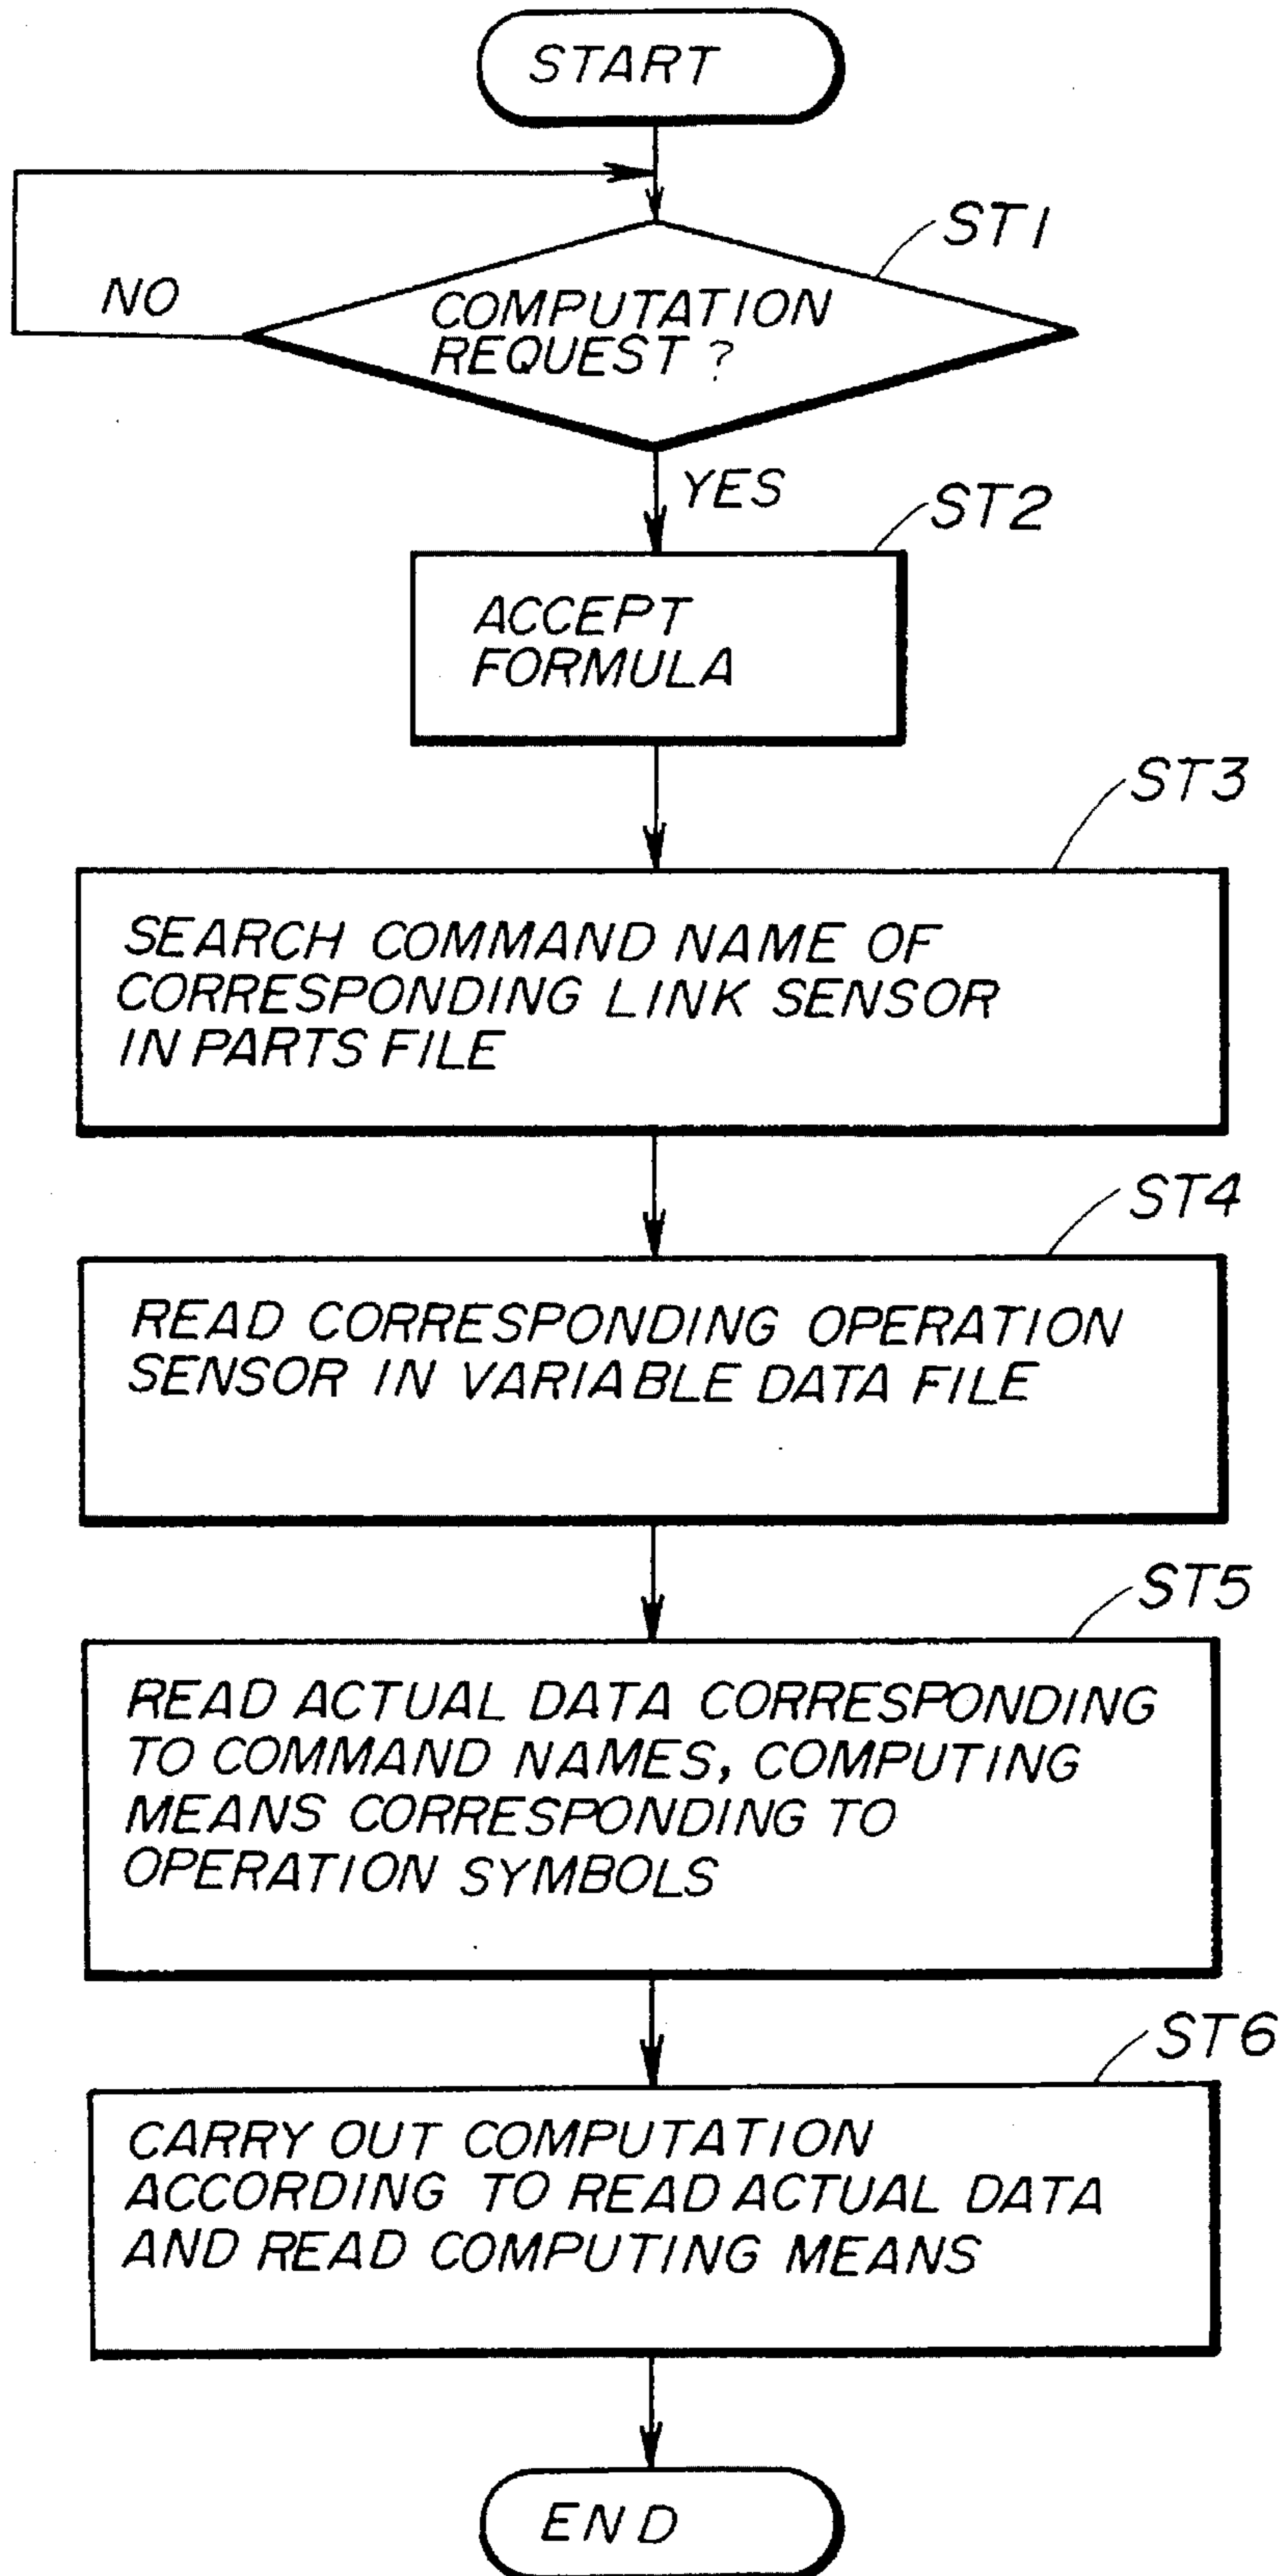 START
ST1
NO
COMPUTATION
REQUEST?
YES
ST2
ACCEPT
FORMULA
ST3
SEARCH COMMAND NAME OF
CORRESPONDING LINK SENSOR
IN PARTS FILE
ST4
READ CORRESPONDING OPERATION
SENSOR IN VARIABLE DATA FILE
ST5
READ ACTUAL DATA CORRESPONDING
TO COMMAND NAMES, COMPUTING
MEANS CORRESPONDING TO
OPERATION SYMBOLS
ST6
CARRY OUT COMPUTATION
ACCORDING TO READ ACTUAL DATA
AND READ COMPUTING MEANS
END